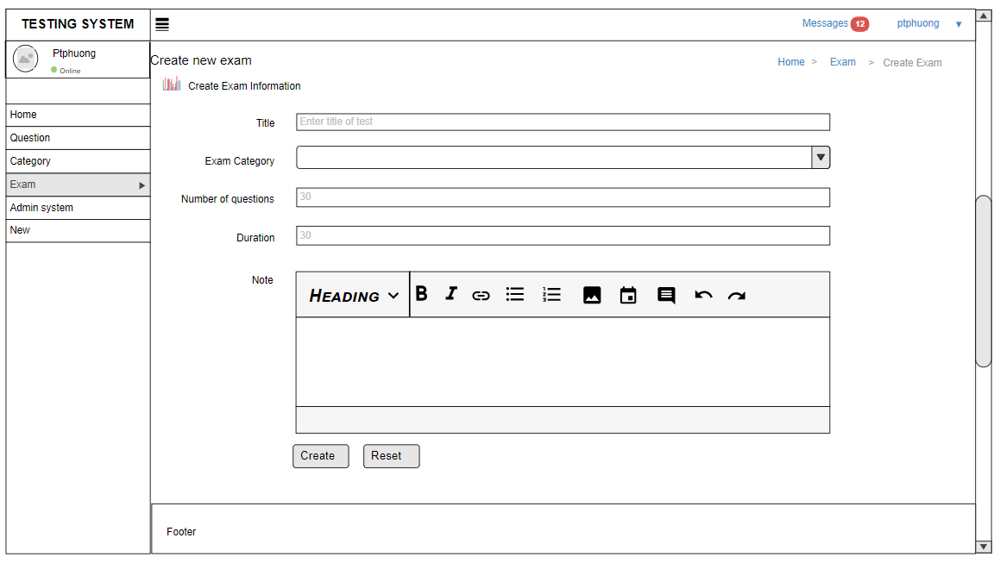 TESTING SYSTEM
Messages 12 ptphuong
Ptphuong
Online
Create new exam
Home > Exam > Create Exam
Create Exam Information
Home
Question
Category
Exam
Admin system
New
Title
Enter title of test
Exam Category
Number of questions
30
Duration
30
Note
HEADING
B I
Create Reset
Footer